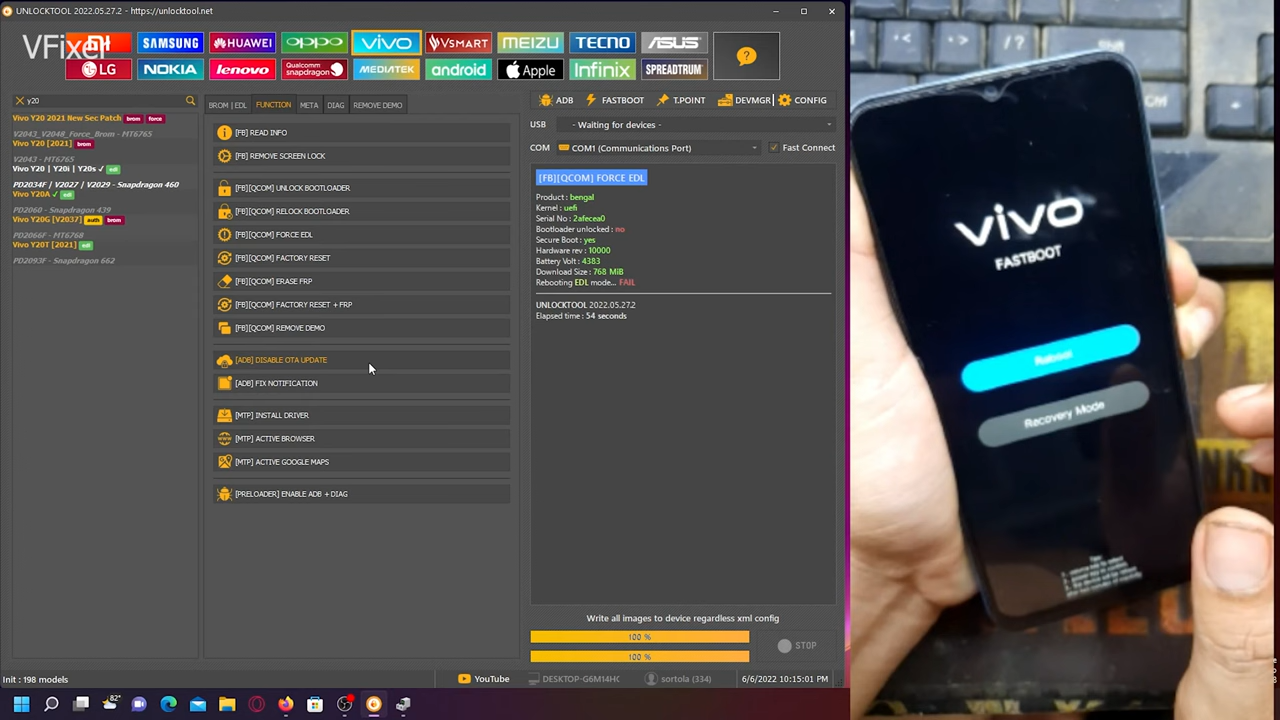 UNLOCKTOOL 2022.05.27.2 - https://unlocktool.net
VFixer
SAMSUNG
HUAWEI
OPPO
VIVO
VSMART
MEIZU
TECNO
ASUS
LG
NOKIA
lenovo
Qualcomm snapdragon
MEDIATEK
android
Apple
Infinix
SPREADTRUM
?
y20
Vivo Y20 2021 New Sec Patch brom force
V2043_V2048_Force_Brom - MT6765
Vivo Y20 [2021] brom
V2043 - MT6765
Vivo Y20 | Y20i | Y20s ✓ edl
PD2034F / V2027 / V2029 - Snapdragon 460
Vivo Y20A ✓ edl
PD2060 - Snapdragon 439
Vivo Y20G [V2037] auth brom
PD2066F - MT6768
Vivo Y20T [2021] edl
PD2093F - Snapdragon 662
BROM | EDL
FUNCTION
META
DIAG
REMOVE DEMO
[FB] READ INFO
[FB] REMOVE SCREEN LOCK
[FB][QCOM] UNLOCK BOOTLOADER
[FB][QCOM] RELOCK BOOTLOADER
[FB][QCOM] FORCE EDL
[FB][QCOM] FACTORY RESET
[FB][QCOM] ERASE FRP
[FB][QCOM] FACTORY RESET + FRP
[FB][QCOM] REMOVE DEMO
[ADB] DISABLE OTA UPDATE
[ADB] FIX NOTIFICATION
[MTP] INSTALL DRIVER
[MTP] ACTIVE BROWSER
[MTP] ACTIVE GOOGLE MAPS
[PRELOADER] ENABLE ADB + DIAG
ADB
FASTBOOT
T.POINT
DEVMGR
CONFIG
USB - Waiting for devices -
COM COM1 (Communications Port) ✓ Fast Connect
[FB][QCOM] FORCE EDL
Product : bengal
Kernel : uefi
Serial No : 2afecea0
Bootloader unlocked : no
Secure Boot : yes
Hardware rev : 10000
Battery Volt : 4383
Download Size : 768 MiB
Rebooting EDL mode... FAIL
UNLOCKTOOL 2022.05.27.2
Elapsed time : 54 seconds
Write all images to device regardless xml config
100 %
100 %
STOP
Init : 198 models
YouTube
DESKTOP-G6M14HC
sortola (334)
6/6/2022 10:15:01 PM
82°
vivo
FASTBOOT
Reboot
Recovery Mode